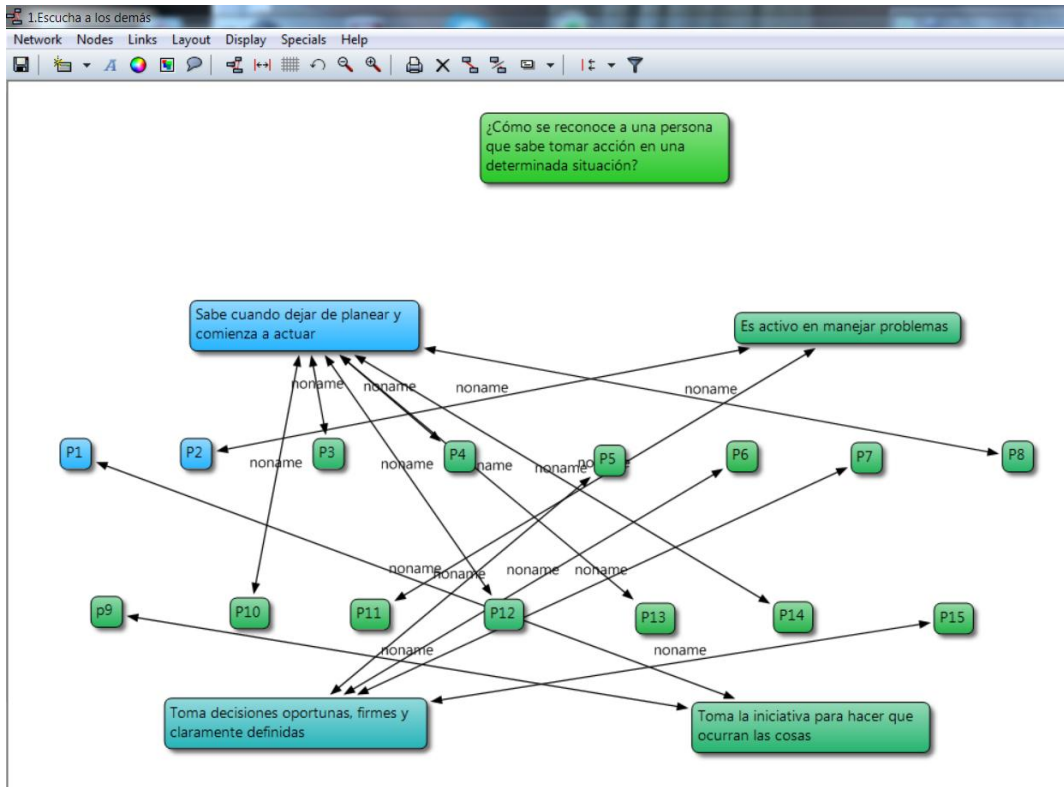 1.Escucha a los demás
Network Nodes Links Layout Display Specials Help
¿Cómo se reconoce a una persona
que sabe tomar acción en una
determinada situación?
Sabe cuando dejar de planear y
comienza a actuar
Es activo en manejar problemas
noname noname noname noname
P1 P2 P3 P4 P5 P6 P7 P8
noname noname noname
noname noname noname noname
p9 P10 P11 P12 P13 P14 P15
noname noname
Toma decisiones oportunas, firmes y
claramente definidas
Toma la iniciativa para hacer que
ocurran las cosas